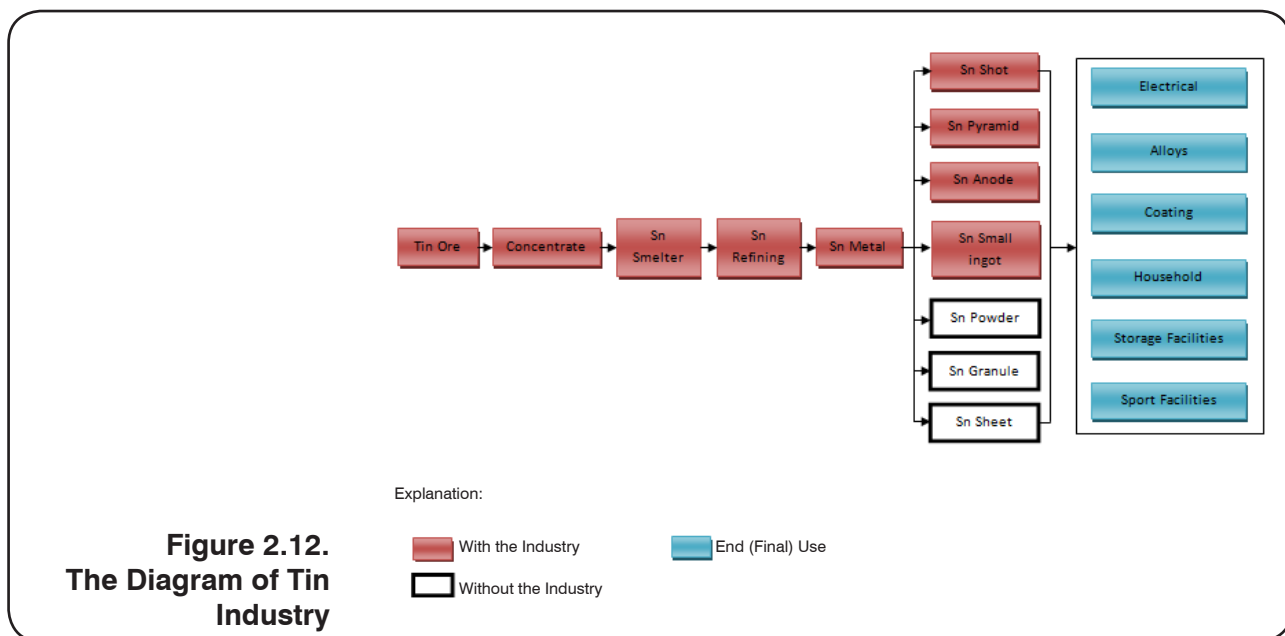 Tin Ore
Concentrate
Sn
Smelter
Sn
Refining
Sn Metal
Sn Shot
Sn Pyramid
Sn Anode
Sn Small
ingot
Sn Powder
Sn Granule
Sn Sheet
Electrical
Alloys
Coating
Household
Storage Facilities
Sport Facilities
Explanation:
With the Industry
End (Final) Use
Without the Industry
Figure 2.12.
The Diagram of Tin
Industry